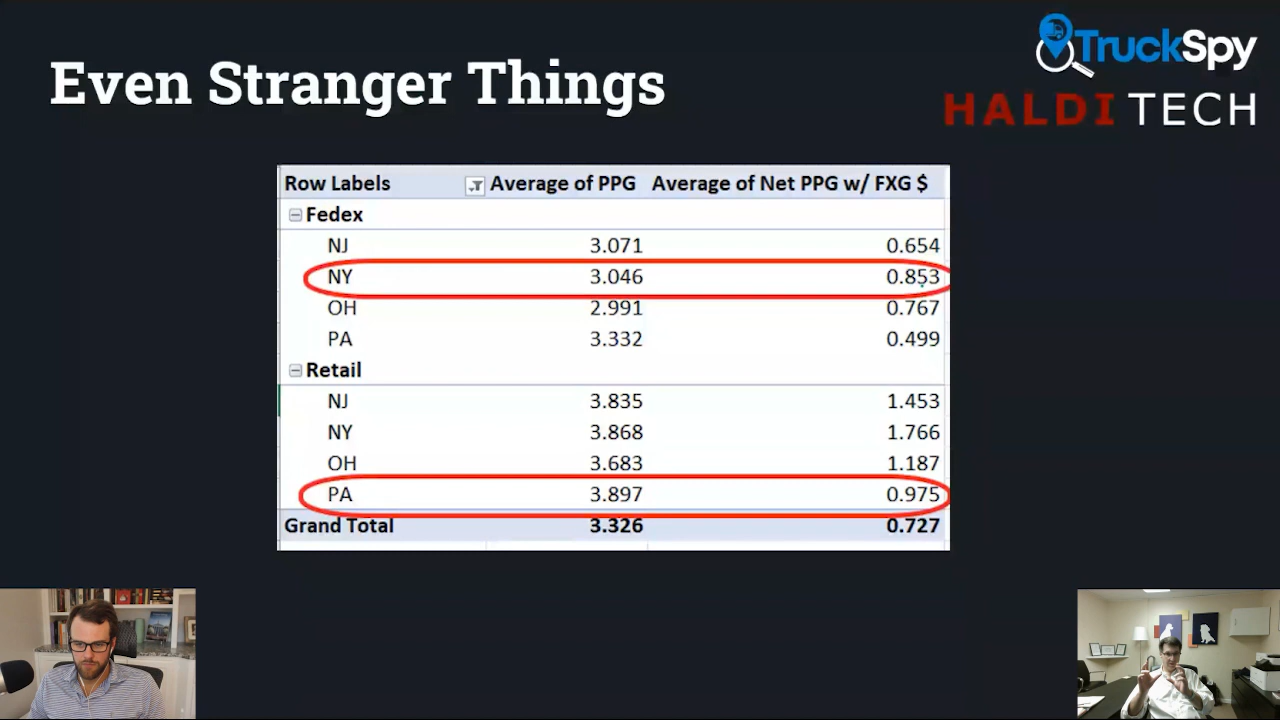 Even Stranger Things
TruckSpy
HALDI TECH
Row Labels Average of PPG Average of Net PPG w/ FXG $
Fedex
NJ 3.071 0.654
NY 3.046 0.853
OH 2.991 0.767
PA 3.332 0.499
Retail
NJ 3.835 1.453
NY 3.868 1.766
OH 3.683 1.187
PA 3.897 0.975
Grand Total 3.326 0.727